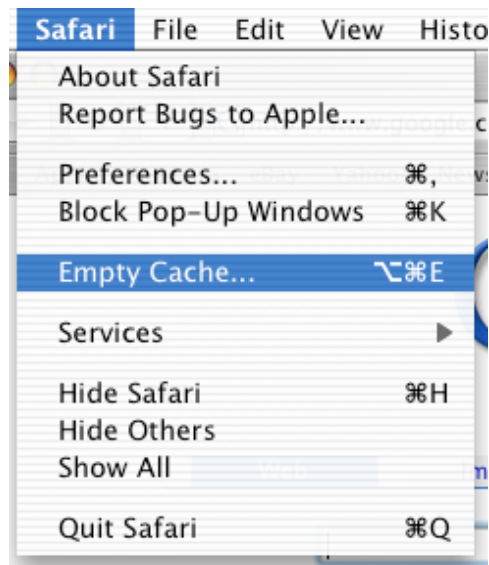 Safari File Edit View Histo
About Safari
Report Bugs to Apple...
Preferences... ⌘,
Block Pop-Up Windows ⌘K
Empty Cache... ⌥⌘E
Services ▶
Hide Safari ⌘H
Hide Others
Show All
Quit Safari ⌘Q